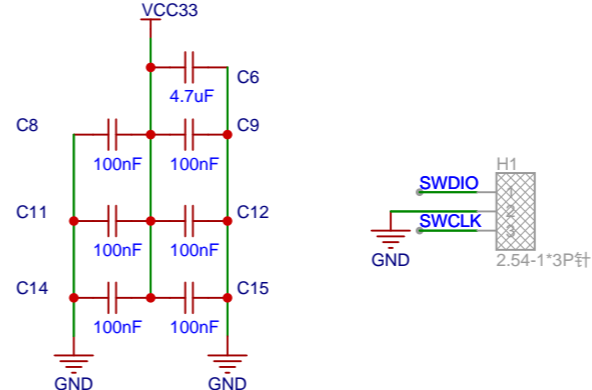 VCC33
C6
4.7uF
C8
C9
100nF
100nF
C11
C12
100nF
100nF
C14
C15
100nF
100nF
GND
GND
H1
SWDIO
1
2
SWCLK
3
GND
2.54-1*3P针